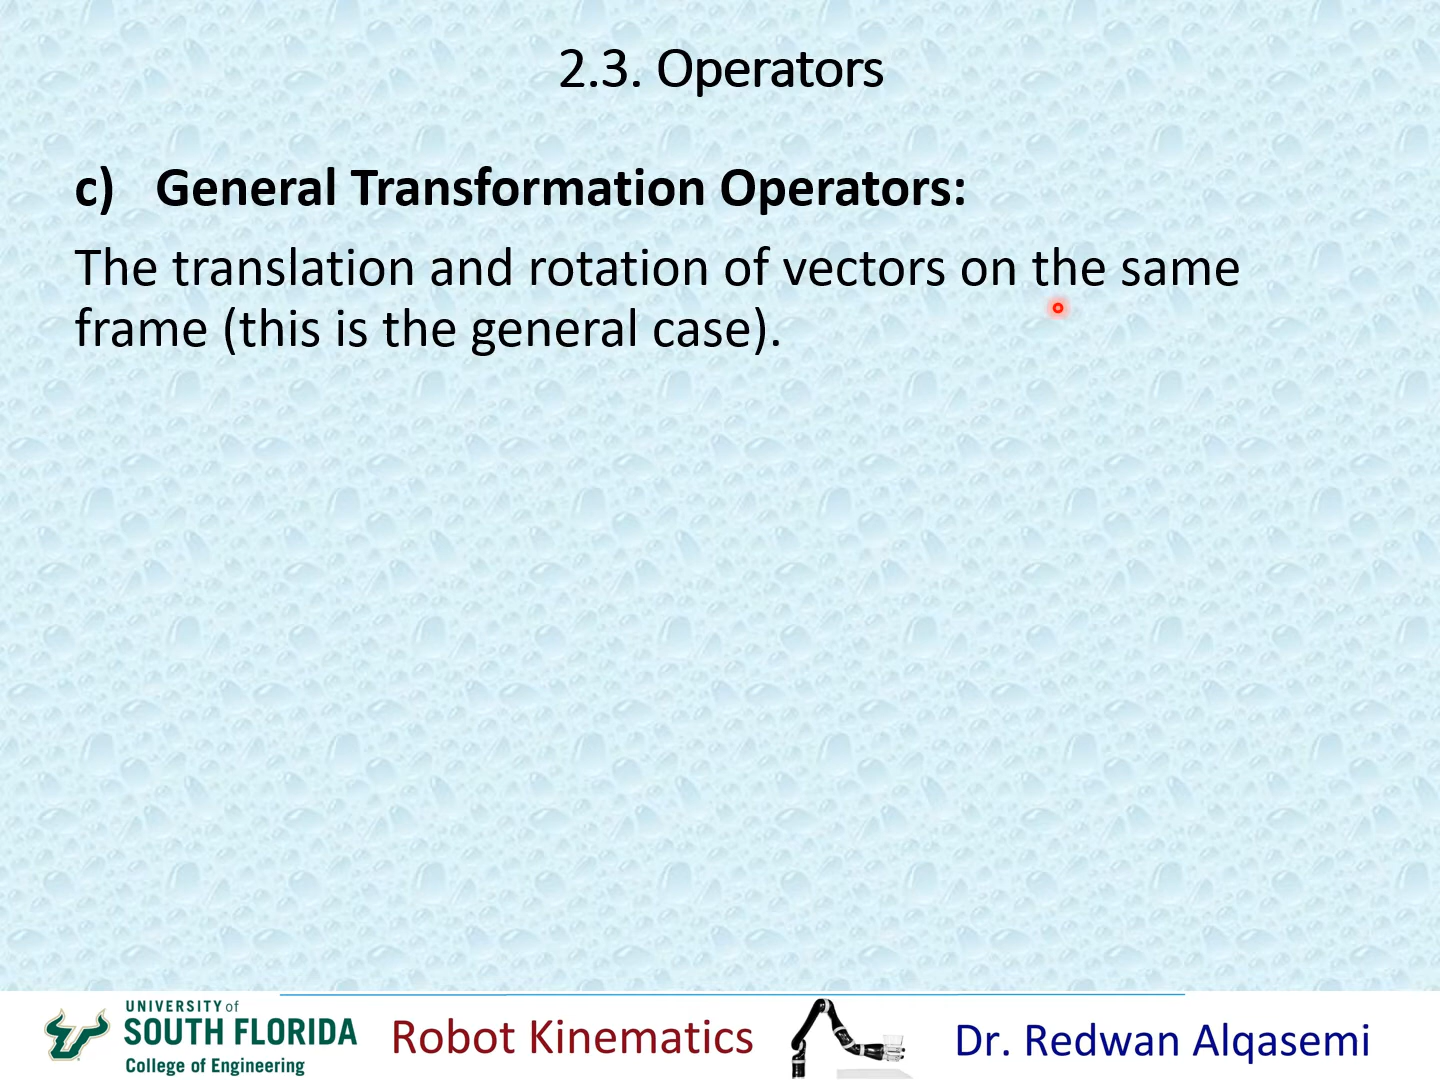 2.3. Operators
c) General Transformation Operators:
The translation and rotation of vectors on the same
frame (this is the general case).
UNIVERSITY of
SOUTH FLORIDA
College of Engineering
Robot Kinematics
Dr. Redwan Alqasemi